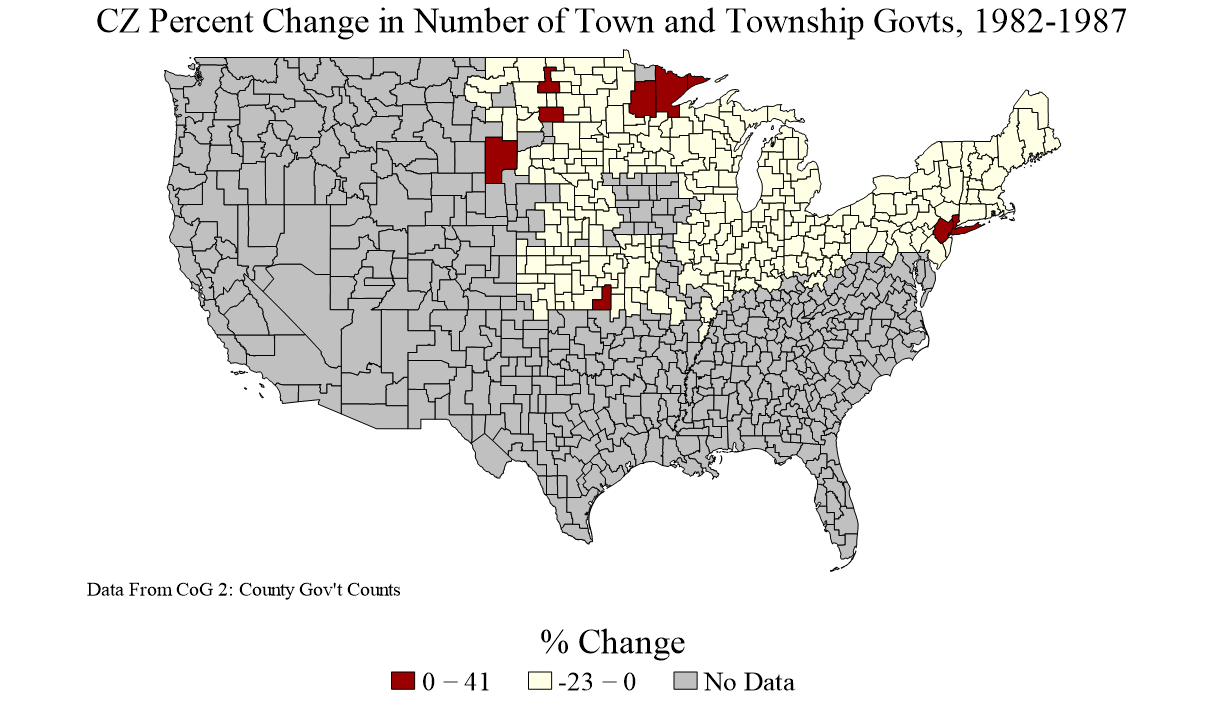 CZ Percent Change in Number of Town and Township Govts, 1982-1987
Data From CoG 2: County Gov't Counts
% Change
0 − 41
-23 − 0
No Data